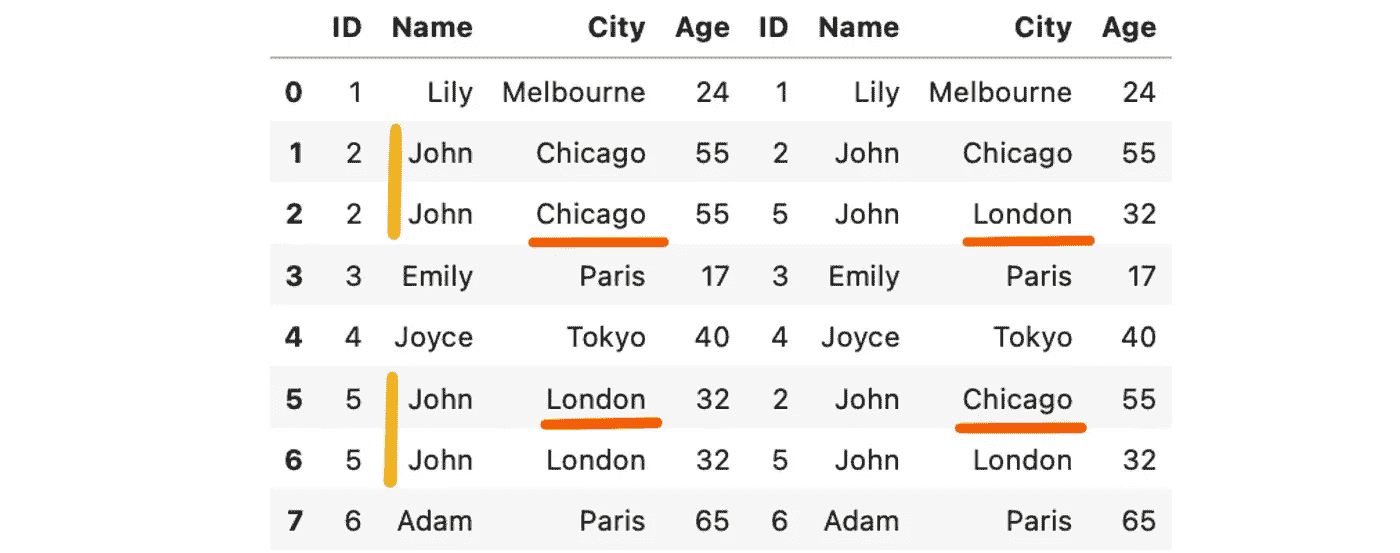 ID Name City Age ID Name City Age
0 1 Lily Melbourne 24 1 Lily Melbourne 24
1 2 John Chicago 55 2 John Chicago 55
2 2 John Chicago 55 5 John London 32
3 3 Emily Paris 17 3 Emily Paris 17
4 4 Joyce Tokyo 40 4 Joyce Tokyo 40
5 5 John London 32 2 John Chicago 55
6 5 John London 32 5 John London 32
7 6 Adam Paris 65 6 Adam Paris 65